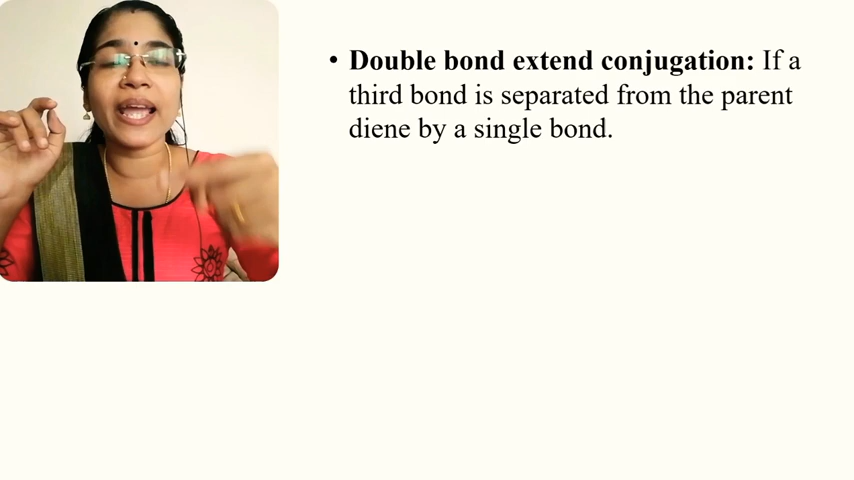 • Double bond extend conjugation: If a
third bond is separated from the parent
diene by a single bond.